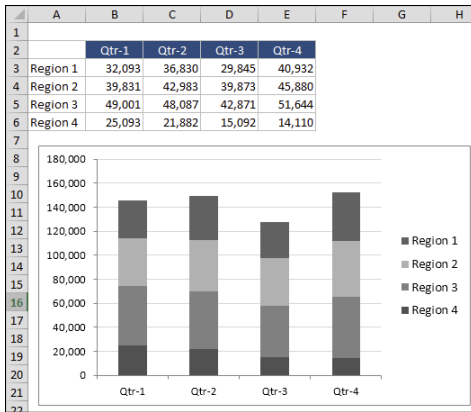 A B C D E F G H
1
2 Qtr-1 Qtr-2 Qtr-3 Qtr-4
3 Region 1 32,093 36,830 29,845 40,932
4 Region 2 39,831 42,983 39,873 45,880
5 Region 3 49,001 48,087 42,871 51,644
6 Region 4 25,093 21,882 15,092 14,110
7
8 180,000
9
10 160,000
11 140,000
12 120,000
13 100,000 Region 1
14 80,000 Region 2
15
16 60,000 Region 3
17 40,000 Region 4
18
19 20,000
20 0
21 Qtr-1 Qtr-2 Qtr-3 Qtr-4
22